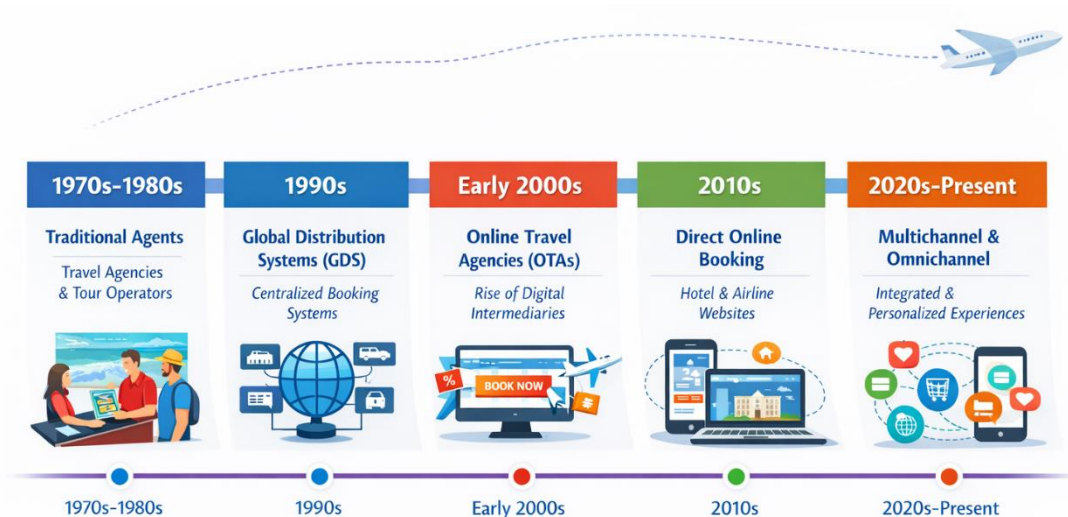 1970s-1980s
1990s
Early 2000s
2010s
2020s-Present
Traditional Agents
Travel Agencies
& Tour Operators
Global Distribution
Systems (GDS)
Centralized Booking
Systems
Online Travel
Agencies (OTAs)
Rise of Digital
Intermediaries
%
BOOK NOW
Direct Online
Booking
Hotel & Airline
Websites
Multichannel &
Omnichannel
Integrated &
Personalized Experiences
1970s-1980s
1990s
Early 2000s
2010s
2020s-Present